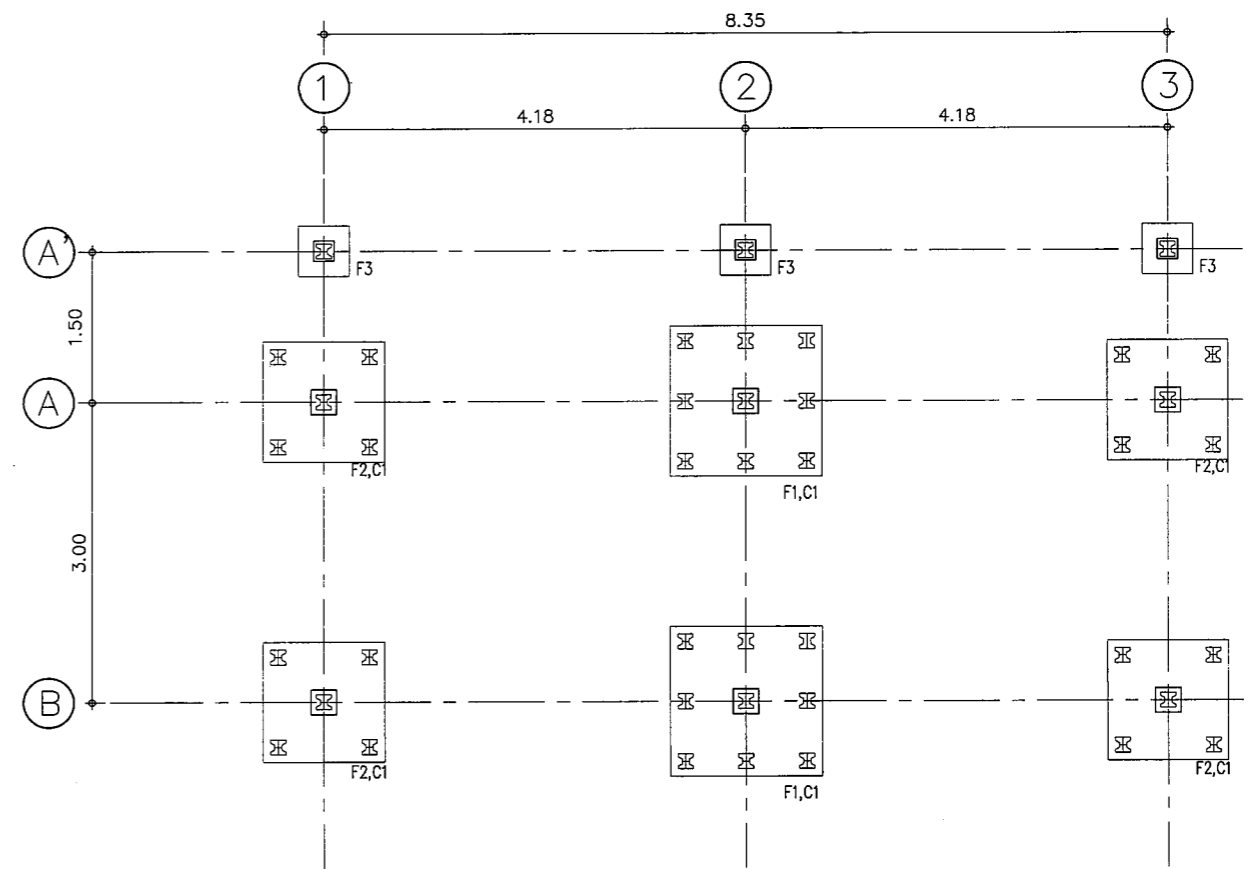 8.35
1 2 3
4.18 4.18
A'
F3 F3 F3
1.50
A
F2,C1 F1,C1 F2,C1
3.00
B
F2,C1 F1,C1 F2,C1